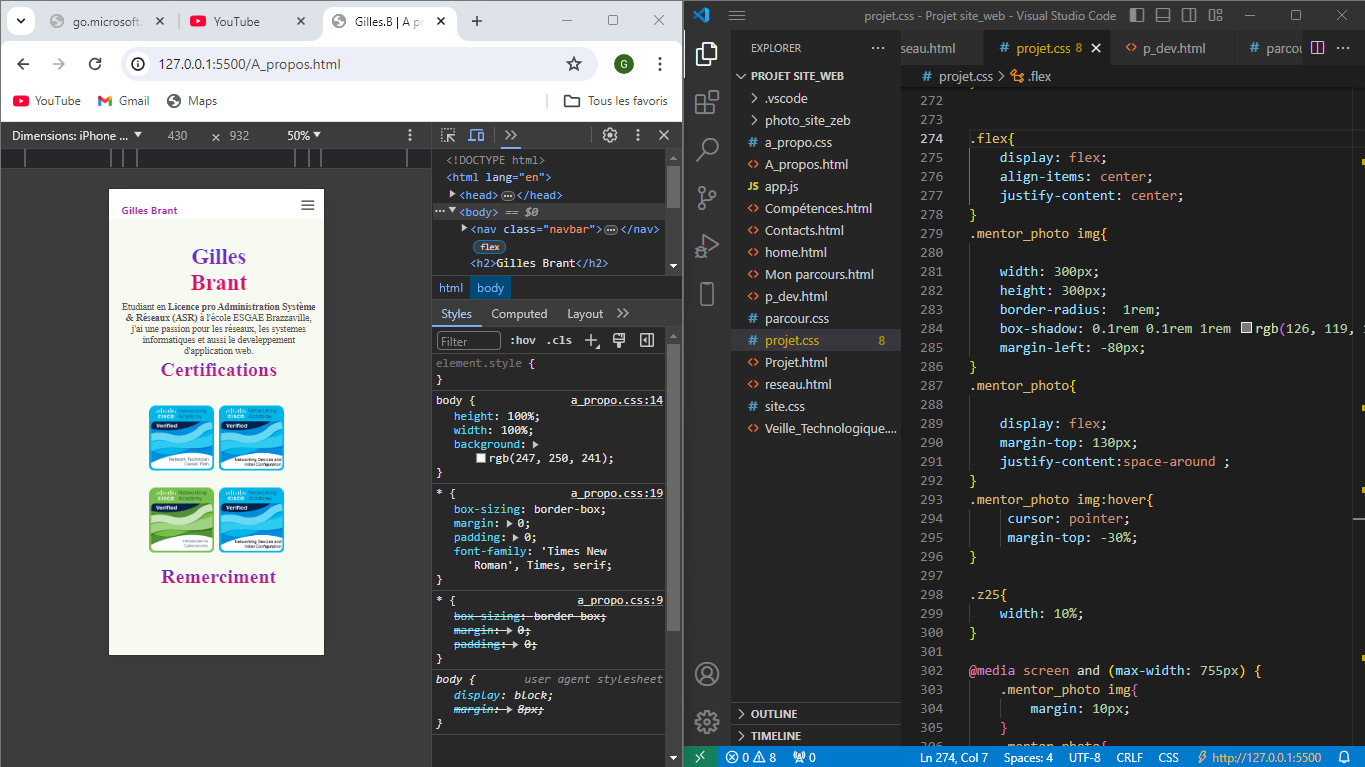 go.microsoft.
YouTube
Gilles.B | A pr
127.0.0.1:5500/A_propos.html
G
YouTube
Gmail
Maps
Tous les favoris
Dimensions: iPhone ...
430
×
932
50%
Gilles Brant
Gilles
Brant
Etudiant en Licence pro Administration Système
& Réseaux (ASR) à l'école ESGAE Brazzaville,
j'ai une passion pour les réseaux, les systemes
informatiques et aussi le developpement
d'application web.
Certifications
Networking
CISCO Academy
Verified
Network Technician
Career Path
Networking
CISCO Academy
Verified
Networking Devices and
Initial Configuration
Networking
CISCO Academy
Verified
Introduction to
Cybersecurity
Networking
CISCO Academy
Verified
Networking Devices and
Initial Configuration
Remerciment
<!DOCTYPE html>
<html lang="en">
<head> ⋯ </head>
<body> == $0
<nav class="navbar"> ⋯ </nav>
flex
<h2>Gilles Brant</h2>
html
body
Styles
Computed
Layout
Filter
:hov
.cls
element.style {
}
body {
a_propo.css:14
height: 100%;
width: 100%;
background:
rgb(247, 250, 241);
}
* {
a_propo.css:19
box-sizing: border-box;
margin: 0;
padding: 0;
font-family: 'Times New
Roman', Times, serif;
}
* {
a_propo.css:9
box-sizing: border-box;
margin: 0;
padding: 0;
}
body {
user agent stylesheet
display: block;
margin: 8px;
}
projet.css - Projet site_web - Visual Studio Code
EXPLORER
PROJET SITE_WEB
.vscode
photo_site_zeb
# a_propo.css
<> A_propos.html
JS app.js
<> Compétences.html
<> Contacts.html
<> home.html
<> Mon parcours.html
<> p_dev.html
# parcour.css
# projet.css 8
<> Projet.html
<> reseau.html
# site.css
<> Veille_Technologique....
OUTLINE
TIMELINE
seau.html
# projet.css 8
<> p_dev.html
# parcou
# projet.css > .flex
272
273
274 .flex{
275 display: flex;
276 align-items: center;
277 justify-content: center;
278 }
279 .mentor_photo img{
280
281 width: 300px;
282 height: 300px;
283 border-radius: 1rem;
284 box-shadow: 0.1rem 0.1rem 1rem rgb(126, 119, 1
285 margin-left: -80px;
286 }
287 .mentor_photo{
288
289 display: flex;
290 margin-top: 130px;
291 justify-content:space-around ;
292 }
293 .mentor_photo img:hover{
294 cursor: pointer;
295 margin-top: -30%;
296 }
297
298 .z25{
299 width: 10%;
300 }
301
302 @media screen and (max-width: 755px) {
303 .mentor_photo img{
304 margin: 10px;
305 }
306 .mentor_photo{
0
8
0
Ln 274, Col 7
Spaces: 4
UTF-8
CRLF
CSS
http://127.0.0.1:5500